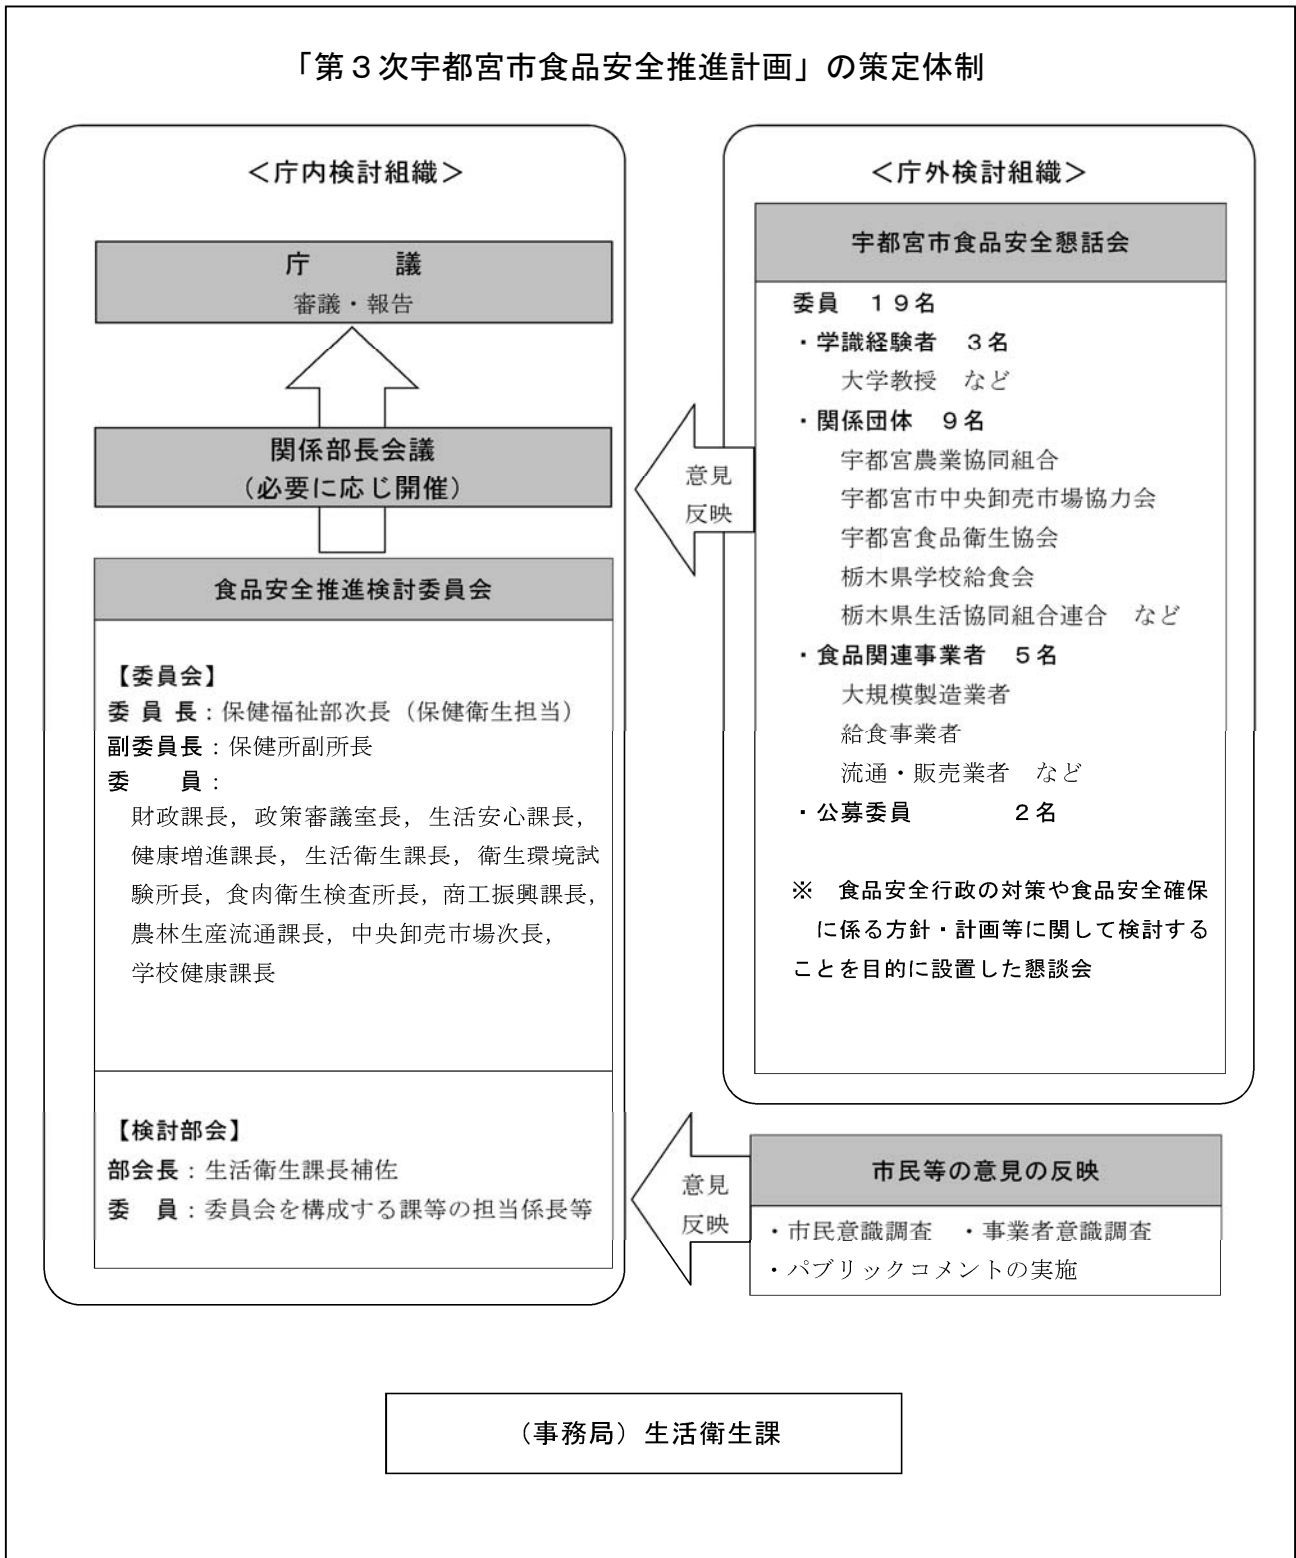 「第３次宇都宮市食品安全推進計画」の策定体制
＜庁内検討組織＞
庁　　　議
審議・報告
関係部長会議
（必要に応じ開催）
食品安全推進検討委員会
【委員会】
委 員 長：保健福祉部次長（保健衛生担当）
副委員長：保健所副所長
委　　員：
財政課長，政策審議室長，生活安心課長，
健康増進課長，生活衛生課長，衛生環境試
験所長，食肉衛生検査所長，商工振興課長，
農林生産流通課長，中央卸売市場次長，
学校健康課長
【検討部会】
部会長：生活衛生課長補佐
委　員：委員会を構成する課等の担当係長等
＜庁外検討組織＞
宇都宮市食品安全懇話会
委員　１９名
・学識経験者　３名
大学教授　など
・関係団体　９名
宇都宮農業協同組合
宇都宮市中央卸売市場協力会
宇都宮食品衛生協会
栃木県学校給食会
栃木県生活協同組合連合　など
・食品関連事業者　５名
大規模製造業者
給食事業者
流通・販売業者　など
・公募委員　　　　２名
※　食品安全行政の対策や食品安全確保
に係る方針・計画等に関して検討する
ことを目的に設置した懇談会
意見
反映
市民等の意見の反映
・市民意識調査　・事業者意識調査
・パブリックコメントの実施
意見
反映
（事務局）生活衛生課